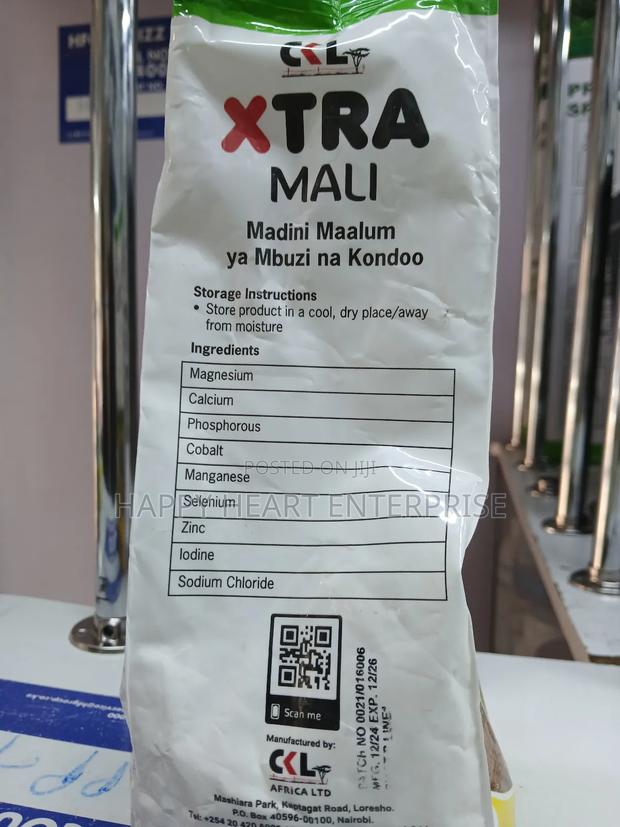 CKL
XTRA
MALI
Madini Maalum
ya Mbuzi na Kondoo
Storage Instructions
• Store product in a cool, dry place/away
from moisture
Ingredients
Magnesium
Calcium
Phosphorous
Cobalt
Manganese
Selenium
Zinc
Iodine
Sodium Chloride
POSTED ON JIJI
HAPPY HEART ENTERPRISE
Scan me
Manufactured by:
CKL
AFRICA LTD
Mashiara Park, Kaptagat Road, Loresho.
P.O. Box 40596-00100, Nairobi.
BATCH NO 0021/016006
MFG. 12/24 EXP. 12/26